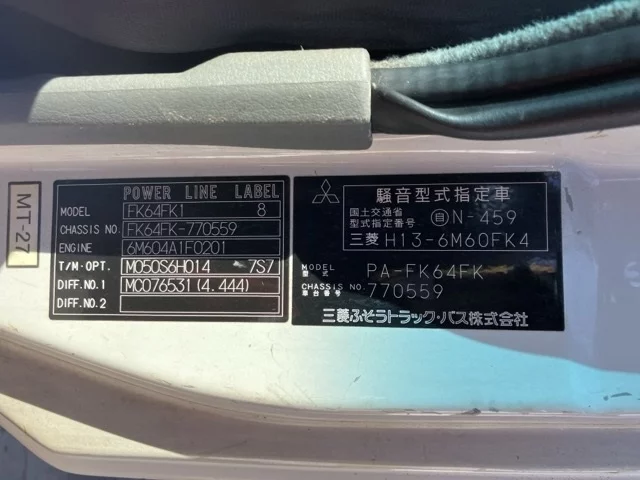 MT-27
POWER LINE LABEL
MODEL FK64FK1 8
CHASSIS NO. FK64FK-770559
ENGINE 6M604A1F0201
T/M・OPT. M050S6H014 7S7
DIFF.NO.1 MC076531(4.444)
DIFF.NO.2
騒音型式指定車
国土交通省
型式指定番号 自N-459
三菱 H13-6M60FK4
MODEL
型式 PA-FK64FK
CHASSIS NO.
車台番号 770559
三菱ふそうトラック・バス株式会社